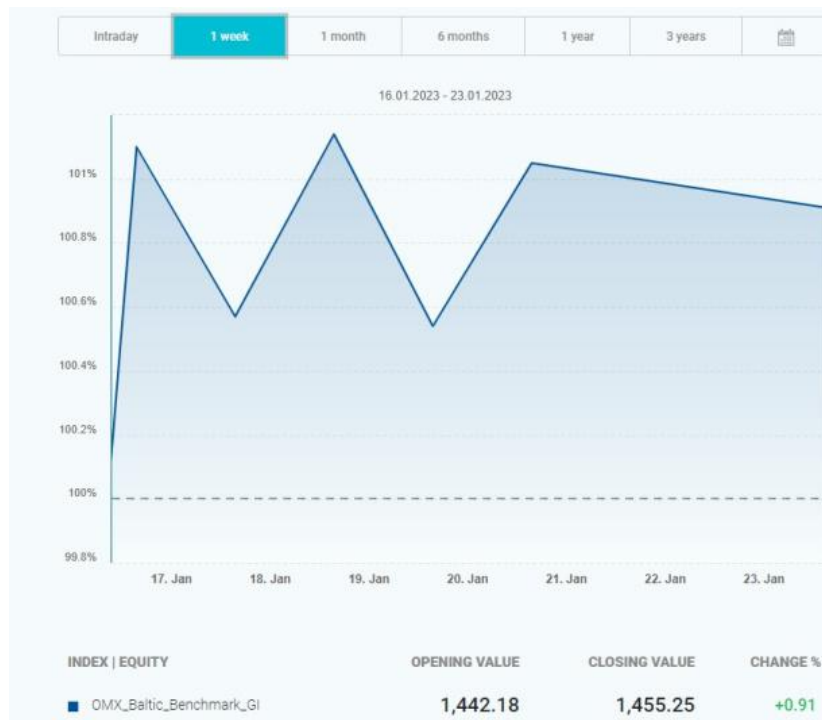 Intraday 1 week 1 month 6 months 1 year 3 years
16.01.2023 - 23.01.2023
101%
100.8%
100.6%
100.4%
100.2%
100%
99.8%
17. Jan 18. Jan 19. Jan 20. Jan 21. Jan 22. Jan 23. Jan
INDEX | EQUITY OPENING VALUE CLOSING VALUE CHANGE %
OMX_Baltic_Benchmark_GI 1,442.18 1,455.25 +0.91